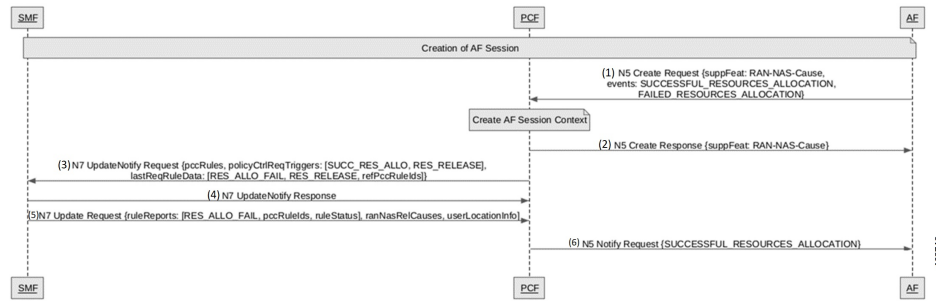 SMF PCF AF
Creation of AF Session
(1) N5 Create Request {suppFeat: RAN-NAS-Cause,
events: SUCCESSFUL_RESOURCES_ALLOCATION,
FAILED_RESOURCES_ALLOCATION}
Create AF Session Context
(2) N5 Create Response {suppFeat: RAN-NAS-Cause}
(3) N7 UpdateNotify Request {pccRules, policyCtrlReqTriggers: [SUCC_RES_ALLO, RES_RELEASE],
lastReqRuleData: [RES_ALLO_FAIL, RES_RELEASE, refPccRuleIds]}
(4) N7 UpdateNotify Response
(5)N7 Update Request {ruleReports: [RES_ALLO_FAIL, pccRuleIds, ruleStatus], ranNasRelCauses, userLocationInfo]
(6) N5 Notify Request {SUCCESSFUL_RESOURCES_ALLOCATION}
SMF PCF AF